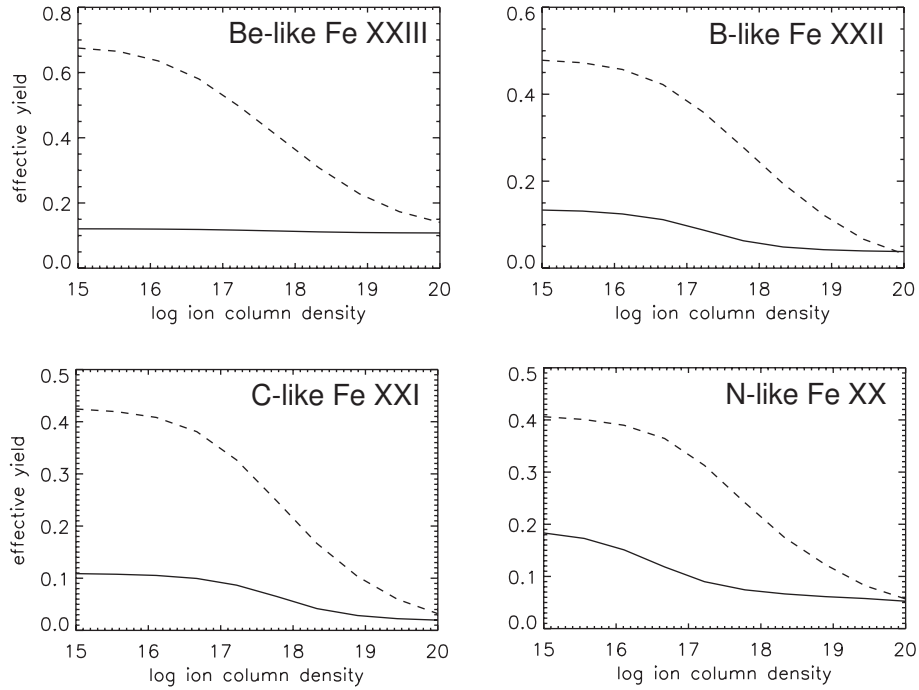 Be-like Fe XXIII
effective yield
0.8
0.6
0.4
0.2
0.0
15 16 17 18 19 20
log ion column density
B-like Fe XXII
0.6
0.4
0.2
0.0
15 16 17 18 19 20
log ion column density
C-like Fe XXI
effective yield
0.5
0.4
0.3
0.2
0.1
0.0
15 16 17 18 19 20
log ion column density
N-like Fe XX
0.5
0.4
0.3
0.2
0.1
0.0
15 16 17 18 19 20
log ion column density